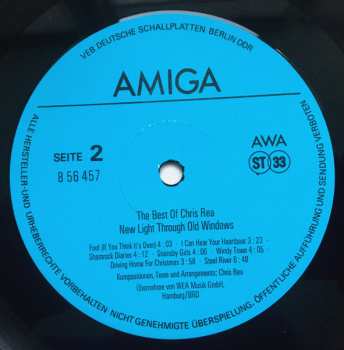 VEB DEUTSCHE SCHALLPLATTEN BERLIN DDR
AMIGA
SEITE 2
8 56 457
AWA
ST 33
The Best Of Chris Rea
New Light Through Old Windows
Fool (If You Think It's Over) 4 : 03 - I Can Hear Your Heartbeat 3 : 23 -
Shamrock Diaries 4 : 13 - Stainsby Girls 4 : 06 - Windy Town 4 : 05 -
Driving Home For Christmas 3 : 58 - Steel River 6 : 48
Kompositionen, Texte und Arrangements: Chris Rea
Übernahme von WEA Musik GmbH,
Hamburg/BRD
ALLE HERSTELLER-UND URHEBERRECHTE VORBEHALTEN NICHT GENEHMIGTE ÜBERSPIELUNG, ÖFFENTLICHE AUFFÜHRUNG UND SENDUNG VERBOTEN